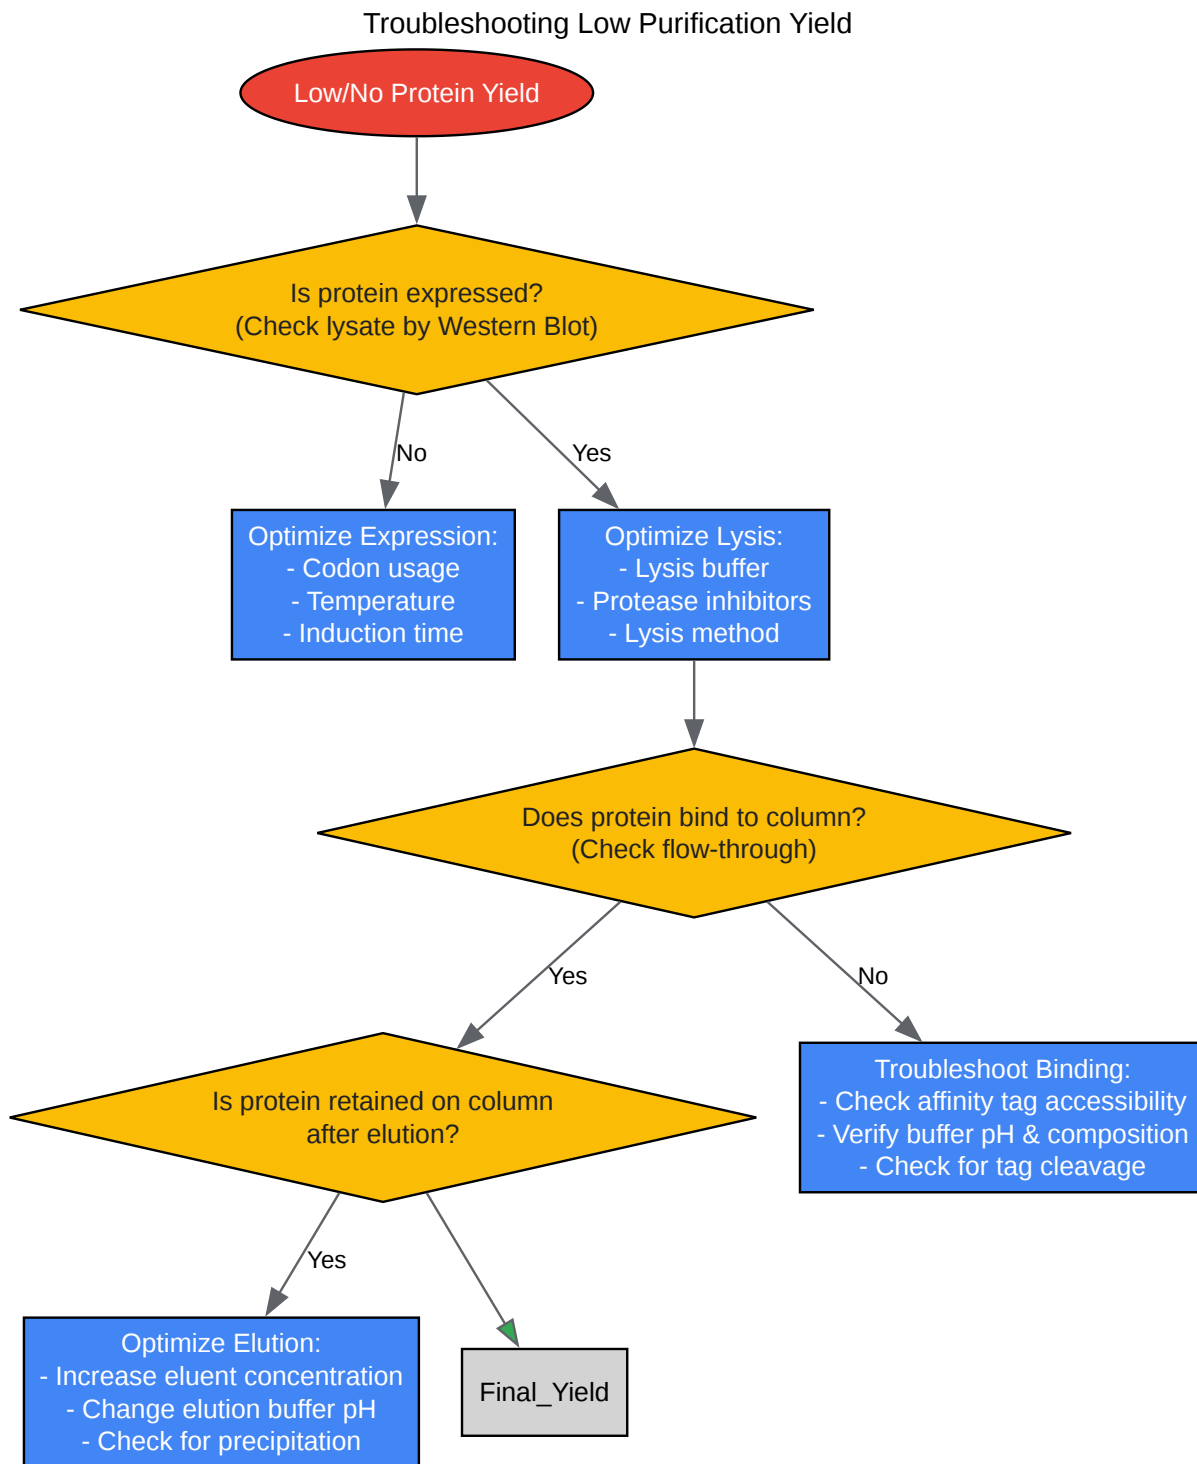 Troubleshooting Low Purification Yield
Low/No Protein Yield
Is protein expressed?
(Check lysate by Western Blot)
No
Yes
Optimize Expression:
- Codon usage
- Temperature
- Induction time
Optimize Lysis:
- Lysis buffer
- Protease inhibitors
- Lysis method
Does protein bind to column?
(Check flow-through)
Yes
No
Is protein retained on column
after elution?
Troubleshoot Binding:
- Check affinity tag accessibility
- Verify buffer pH & composition
- Check for tag cleavage
Yes
Optimize Elution:
- Increase eluent concentration
- Change elution buffer pH
- Check for precipitation
Final_Yield